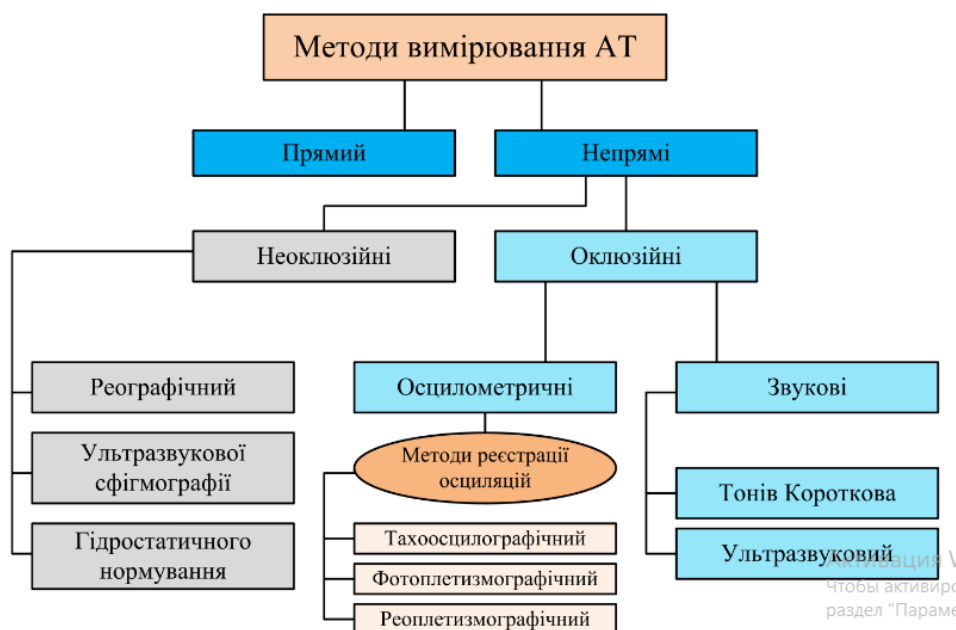 Методи вимірювання АТ
Прямий
Непрямі
Неоклюзійні
Оклюзійні
Реографічний
Осцилометричні
Звукові
Ультразвукової
сфігмографії
Методи реєстрації
осциляцій
Тонів Короткова
Гідростатичного
нормування
Тахоосцилографічний
Ультразвуковий
Фотоплетизмографічний
Реоплетизмографічний
Активация
Чтобы активиро
раздел "Параме